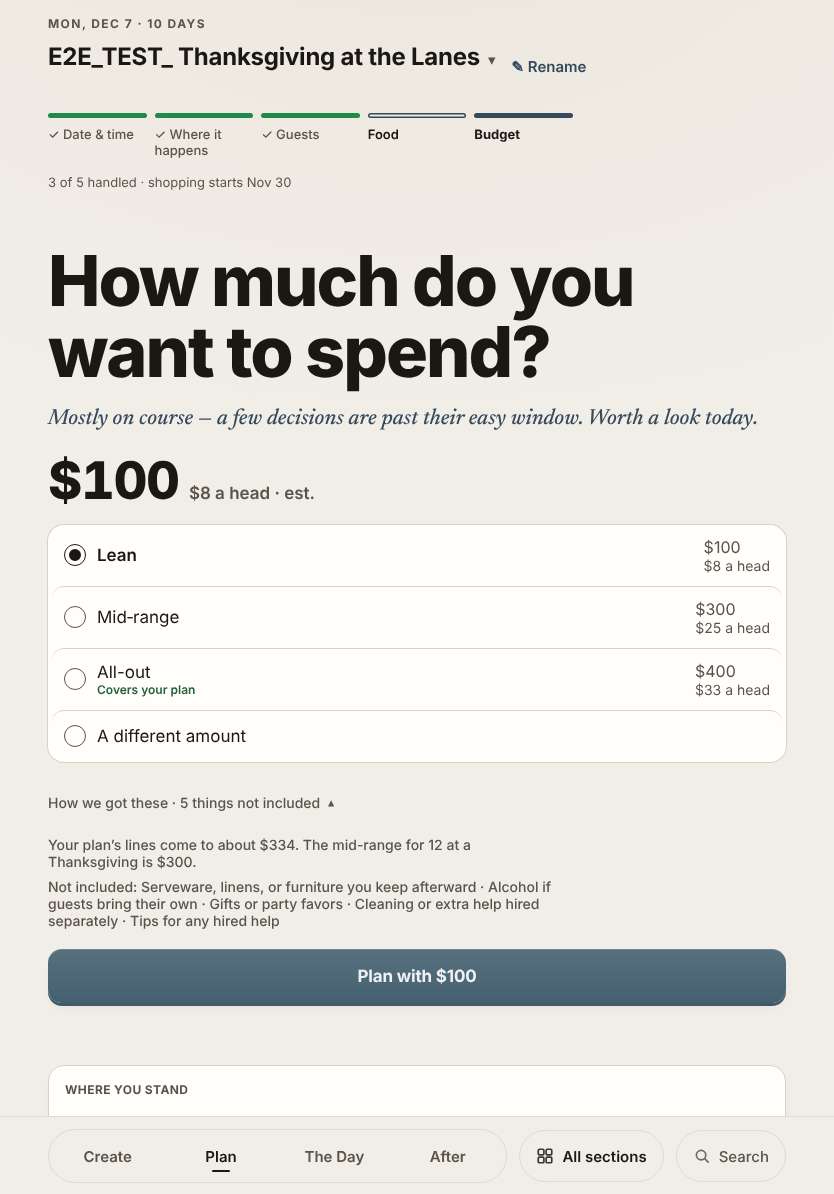 MON, DEC 7 · 10 DAYS
E2E_TEST_ Thanksgiving at the Lanes ▾ ✎ Rename
✓ Date & time ✓ Where it happens ✓ Guests Food Budget
3 of 5 handled · shopping starts Nov 30
How much do you
want to spend?
Mostly on course — a few decisions are past their easy window. Worth a look today.
$100 $8 a head · est.
Lean $100
$8 a head
Mid-range $300
$25 a head
All-out $400
Covers your plan $33 a head
A different amount
How we got these · 5 things not included ▴
Your plan's lines come to about $334. The mid-range for 12 at a
Thanksgiving is $300.
Not included: Serveware, linens, or furniture you keep afterward · Alcohol if
guests bring their own · Gifts or party favors · Cleaning or extra help hired
separately · Tips for any hired help
Plan with $100
WHERE YOU STAND
Create Plan The Day After All sections Search